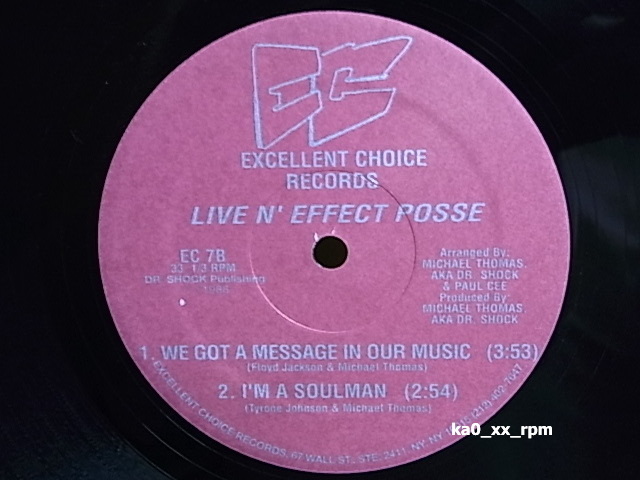 EC
EXCELLENT CHOICE
RECORDS
LIVE N' EFFECT POSSE
EC 7B
33 1/3 RPM
DR. SHOCK Publishing
Arranged By:
MICHAEL THOMAS,
AKA DR. SHOCK
& PAUL CEE
Produced By:
MICHAEL THOMAS,
AKA DR. SHOCK
1. WE GOT A MESSAGE IN OUR MUSIC (3:53)
(Floyd Jackson & Michael Thomas)
2. I'M A SOULMAN (2:54)
(Tyrone Johnson & Michael Thomas)
EXCELLENT CHOICE RECORDS, 67 WALL ST., STE. 2411, NY, NY (212) 402-7047
ka0_xx_rpm